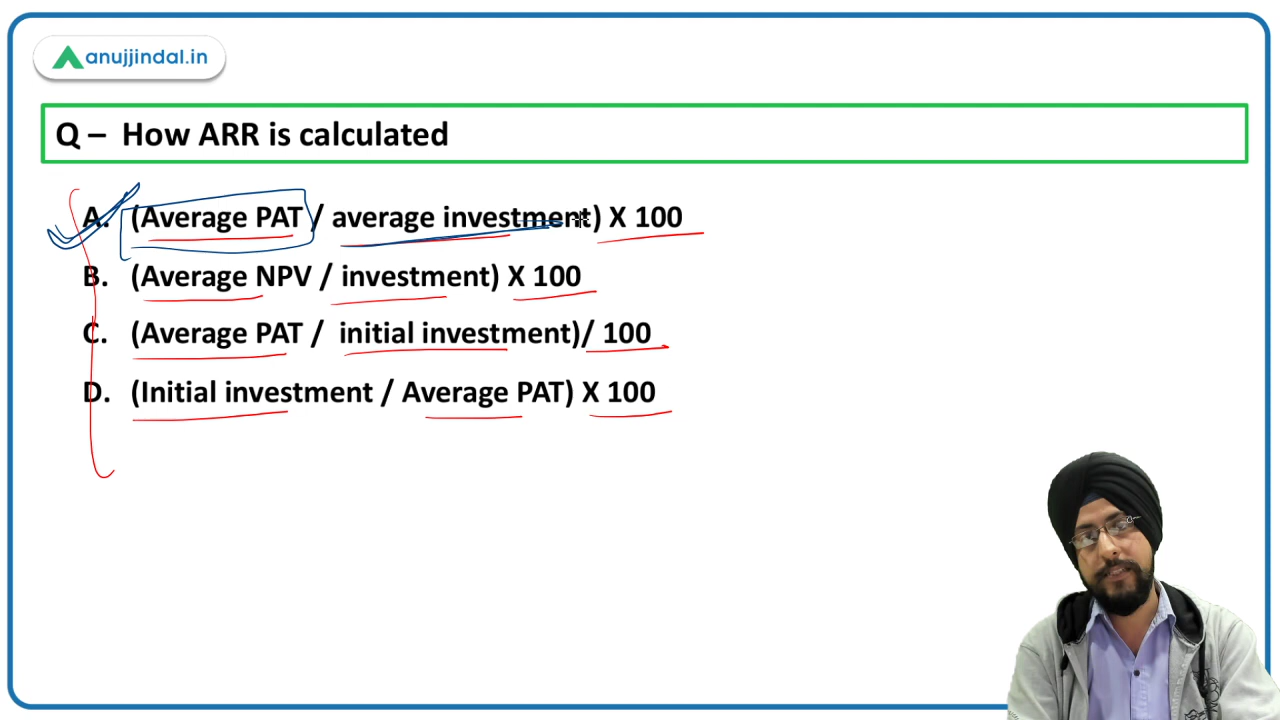 anujjindal.in
Q – How ARR is calculated
A. (Average PAT / average investment) X 100
B. (Average NPV / investment) X 100
C. (Average PAT / initial investment)/ 100
D. (Initial investment / Average PAT) X 100